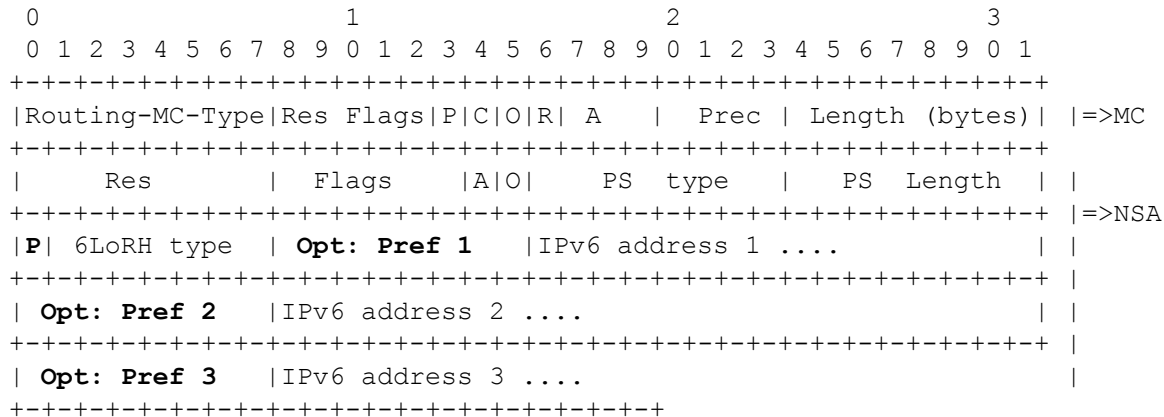 0                   1                   2                   3
 0 1 2 3 4 5 6 7 8 9 0 1 2 3 4 5 6 7 8 9 0 1 2 3 4 5 6 7 8 9 0 1
+-+-+-+-+-+-+-+-+-+-+-+-+-+-+-+-+-+-+-+-+-+-+-+-+-+-+-+-+-+-+-+-+
|Routing-MC-Type|Res Flags|P|C|O|R| A   |  Prec | Length (bytes)| |=>MC
+-+-+-+-+-+-+-+-+-+-+-+-+-+-+-+-+-+-+-+-+-+-+-+-+-+-+-+-+-+-+-+-+
|     Res       |  Flags    |A|O|   PS  type    |   PS  Length  | |
+-+-+-+-+-+-+-+-+-+-+-+-+-+-+-+-+-+-+-+-+-+-+-+-+-+-+-+-+-+-+-+-+ |=>NSA
|P| 6LoRH type  | Opt: Pref 1   |IPv6 address 1 ....            | |
+-+-+-+-+-+-+-+-+-+-+-+-+-+-+-+-+-+-+-+-+-+-+-+-+-+-+-+-+-+-+-+-+ |
| Opt: Pref 2   |IPv6 address 2 ....                            | |
+-+-+-+-+-+-+-+-+-+-+-+-+-+-+-+-+-+-+-+-+-+-+-+-+-+-+-+-+-+-+-+-+ |
| Opt: Pref 3   |IPv6 address 3 ....                              |
+-+-+-+-+-+-+-+-+-+-+-+-+-+-+-+-+-+-+-+-+